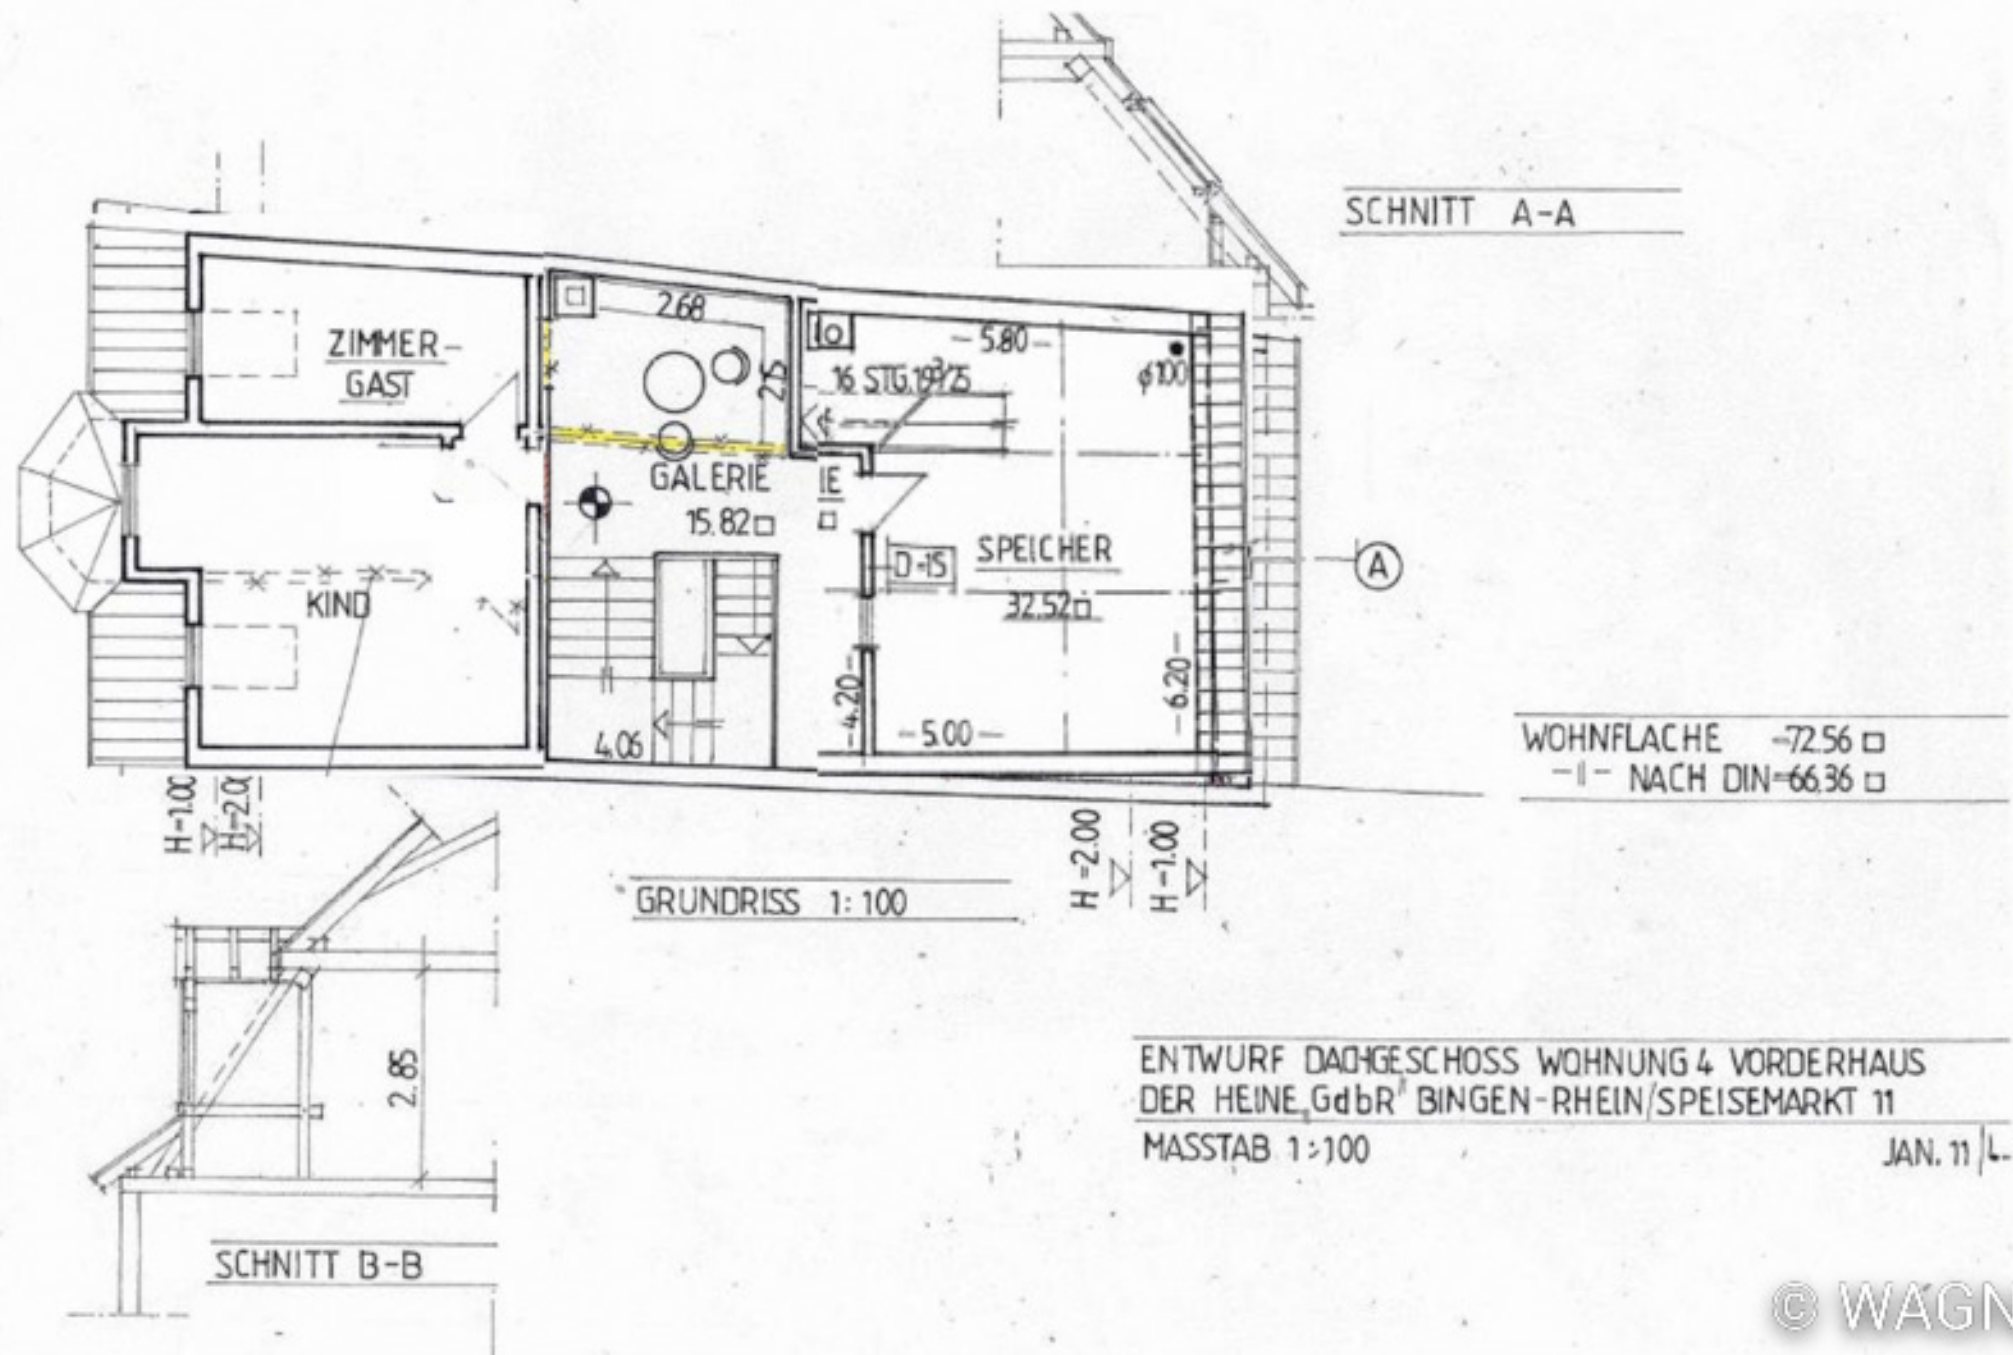 SCHNITT A-A
ZIMMER-
GAST
2.68
2.15
5.80
16 STG.19³/25
ϕ100
GALERIE
15.82□
IE
□
D=15
SPEICHER
32.52□
A
KIND
4.20
6.20
5.00
4.06
WOHNFLACHE =72.56 □
-||- NACH DIN=66.36 □
H=1.00
H=2.00
H=2.00
H=1.00
GRUNDRISS 1:100
2.85
ENTWURF DACHGESCHOSS WOHNUNG 4 VORDERHAUS
DER HEINE „GdbR" BINGEN-RHEIN/SPEISEMARKT 11
MASSTAB 1:100
JAN. 11/L.
SCHNITT B-B
© WAGN